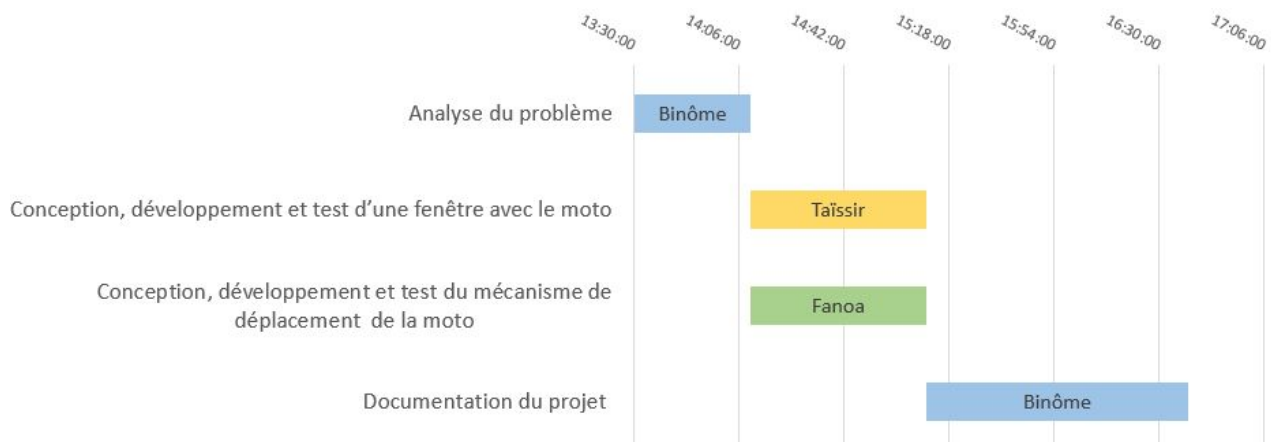 13:30:00 14:06:00 14:42:00 15:18:00 15:54:00 16:30:00 17:06:00
Analyse du problème
Binôme
Conception, développement et test d’une fenêtre avec le moto
Taïssir
Conception, développement et test du mécanisme de
déplacement de la moto
Fanoa
Documentation du projet
Binôme